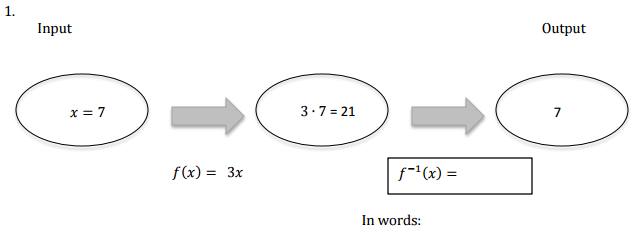 1.
Input Output
x = 7 3 · 7 = 21 7
f(x) = 3x f⁻¹(x) =
In words: